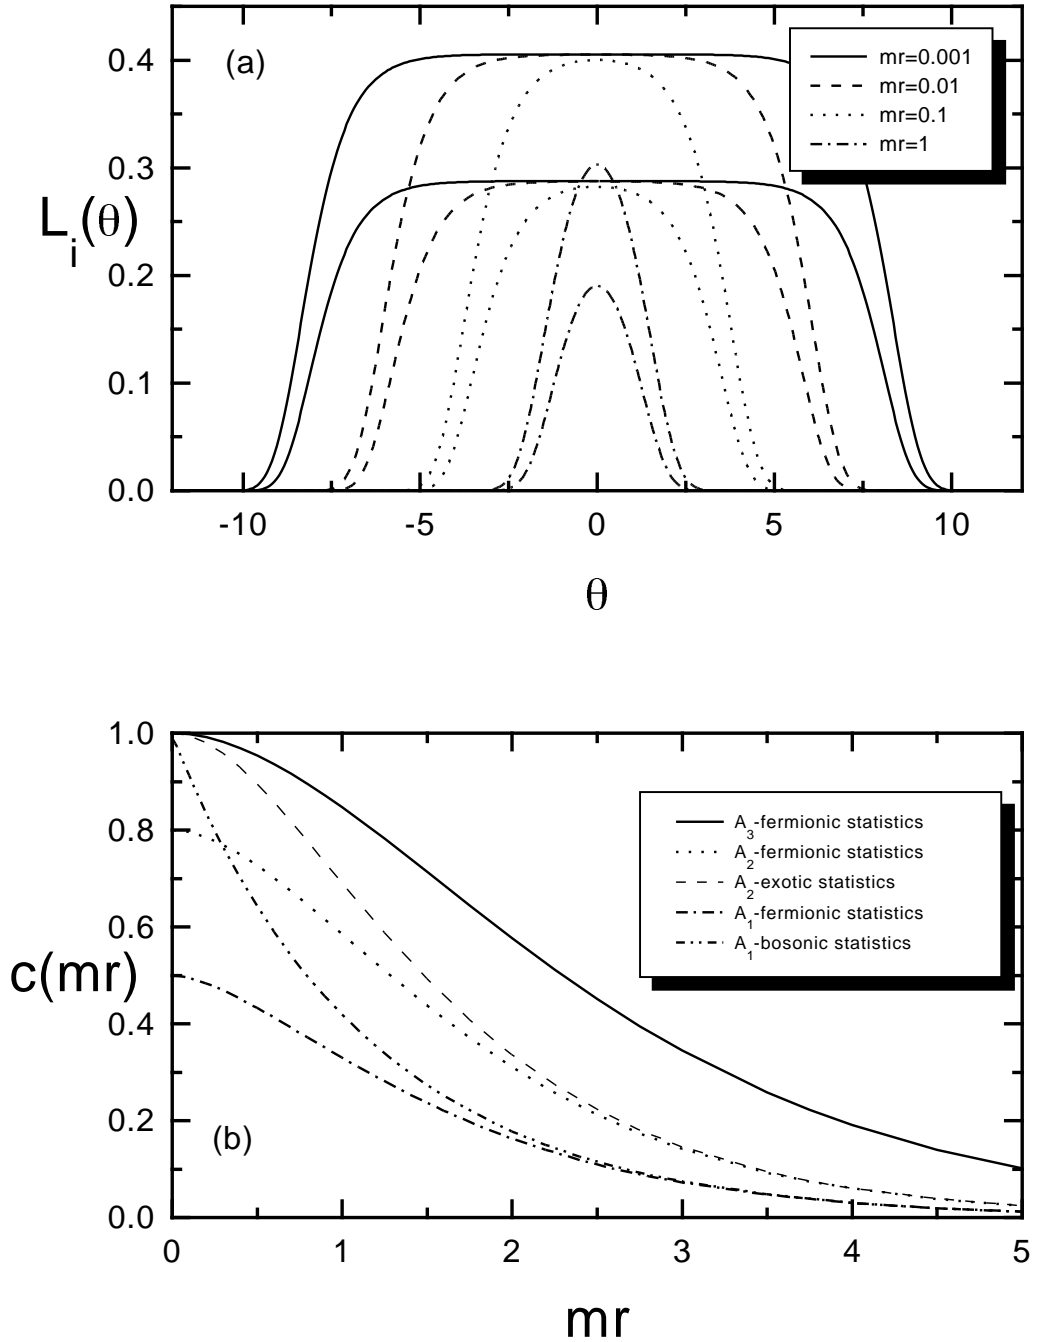 (a)
mr=0.001
mr=0.01
mr=0.1
mr=1
0.4
0.3
0.2
0.1
0.0
L_i(θ)
-10 -5 0 5 10
θ
1.0
0.8
0.6
0.4
0.2
0.0
c(mr)
A_3-fermionic statistics
A_2-fermionic statistics
A_2-exotic statistics
A_1-fermionic statistics
A_1-bosonic statistics
(b)
0 1 2 3 4 5
mr